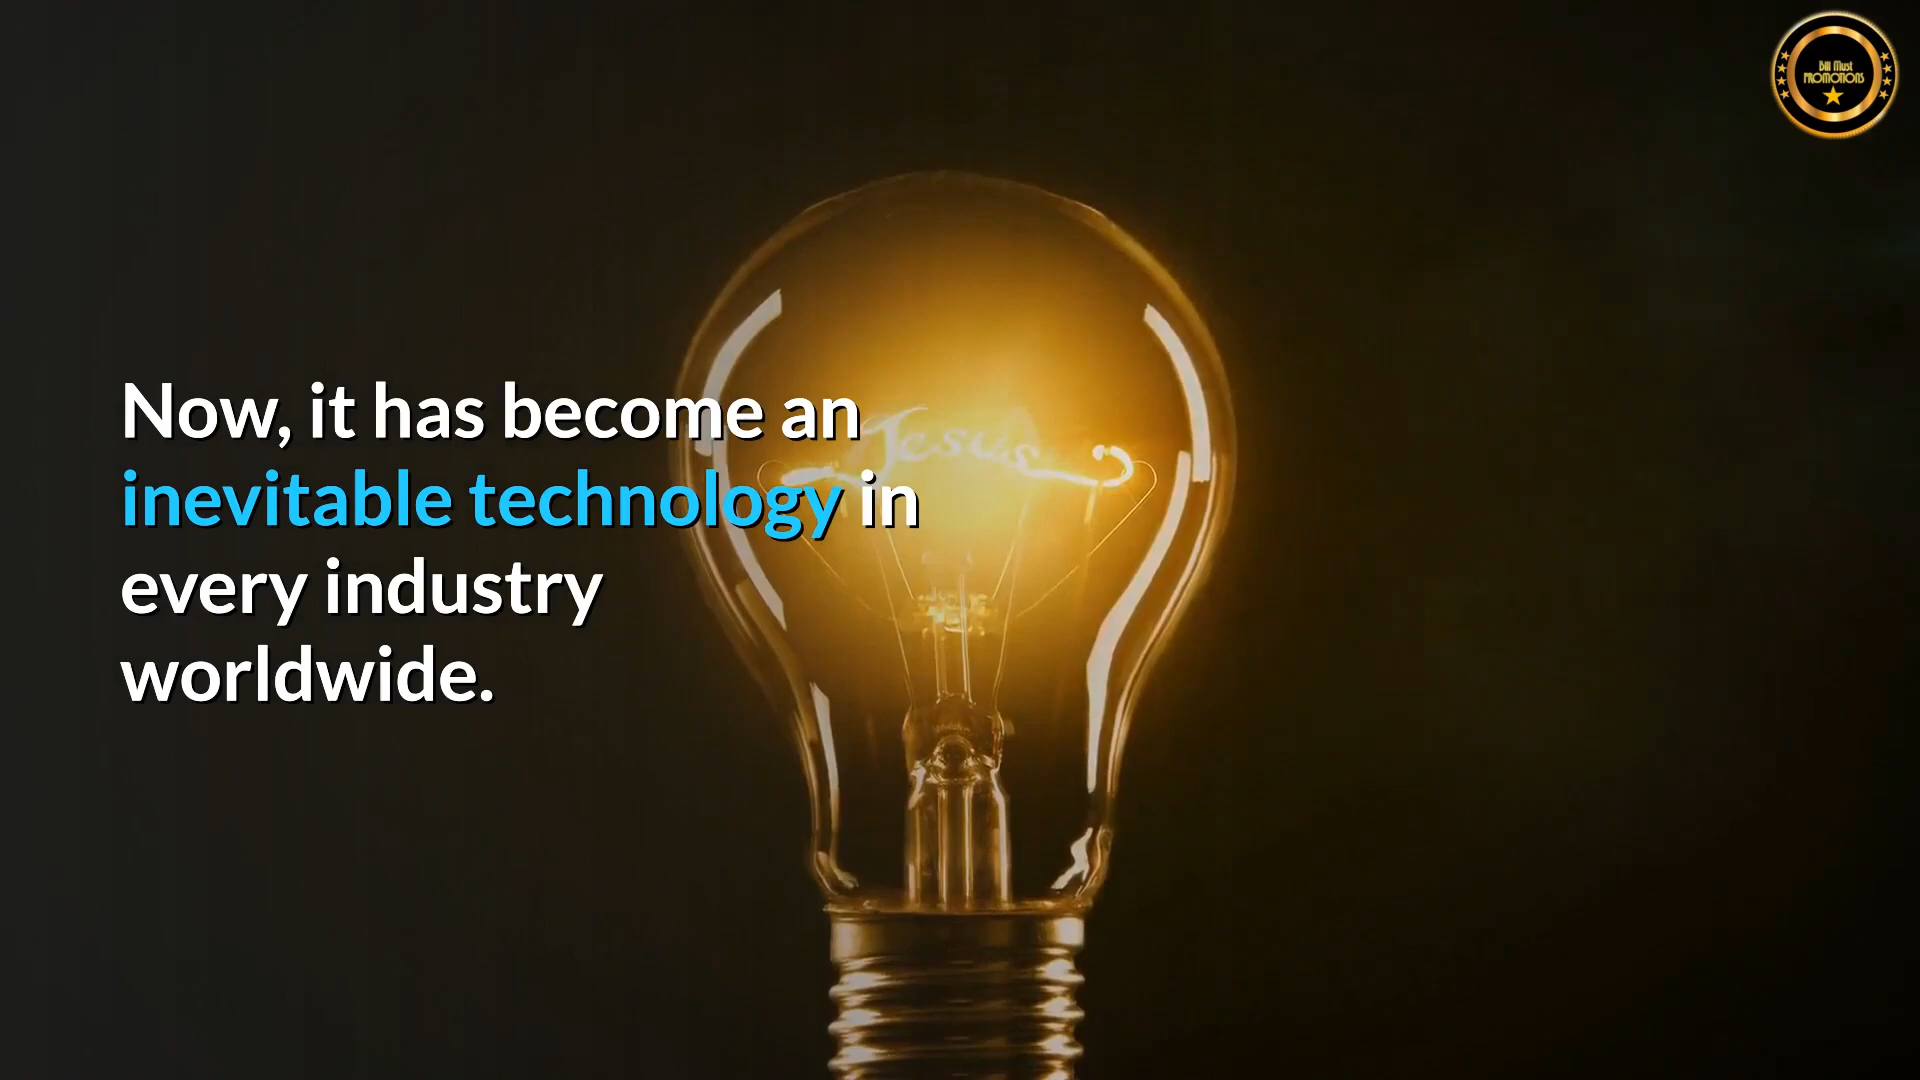 Bill Must
PROMOTIONS
Now, it has become an
inevitable technology in
every industry
worldwide.
Jesus